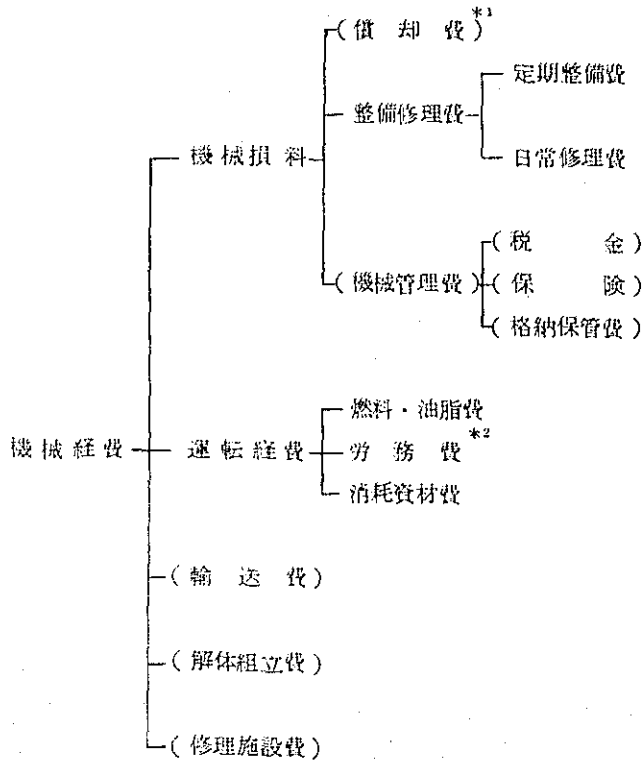 (償却費)*1
定期整備費
整備修理費
日常修理費
機械損料
(税金)
(機械管理費)
(保険)
(格納保管費)
燃料・油脂費
機械経費
運転経費
労務費*2
消耗資材費
(輸送費)
(解体組立費)
(修理施設費)